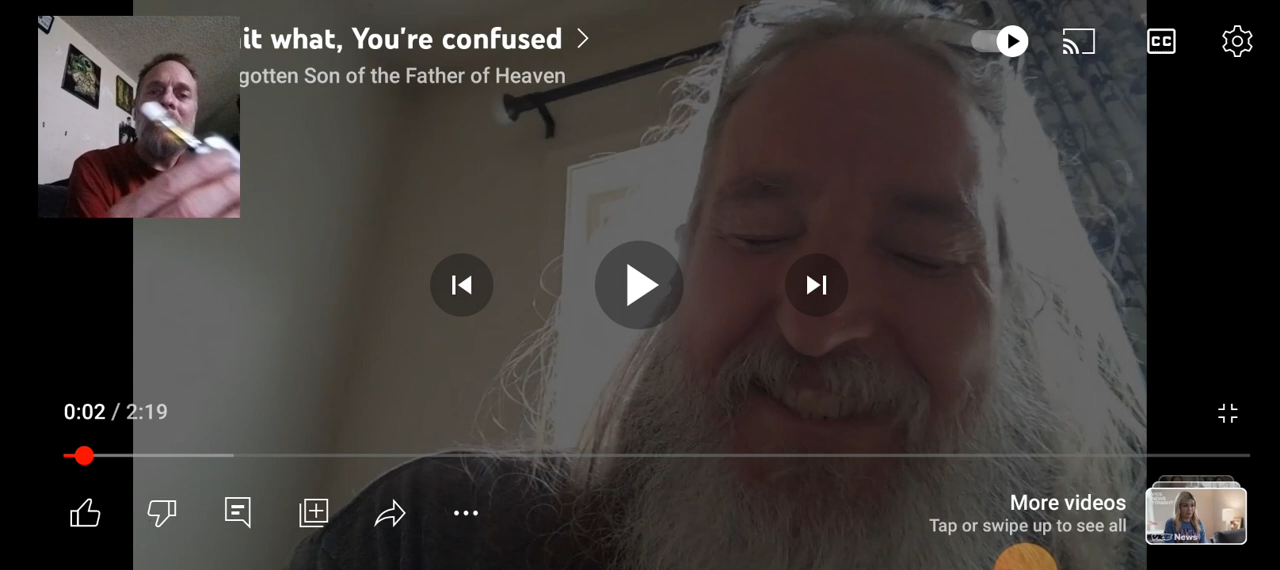 it what, You're confused
gotten Son of the Father of Heaven
CC
0:02 / 2:19
More videos
Tap or swipe up to see all
News